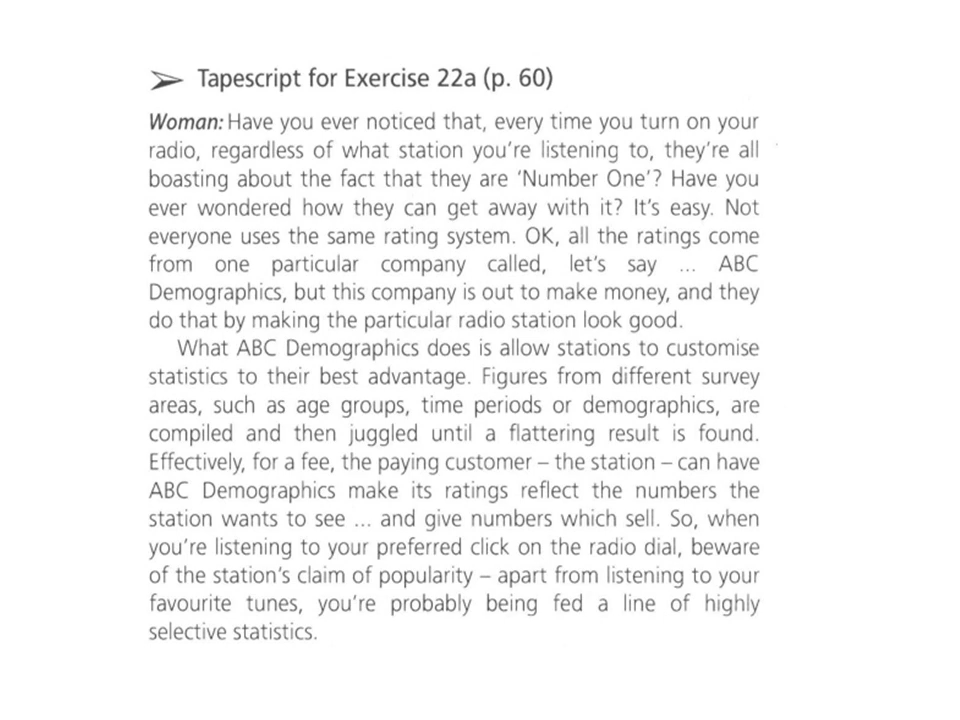 ➢ Tapescript for Exercise 22a (p. 60)
Woman: Have you ever noticed that, every time you turn on your
radio, regardless of what station you're listening to, they're all
boasting about the fact that they are 'Number One'? Have you
ever wondered how they can get away with it? It's easy. Not
everyone uses the same rating system. OK, all the ratings come
from one particular company called, let's say ... ABC
Demographics, but this company is out to make money, and they
do that by making the particular radio station look good.
What ABC Demographics does is allow stations to customise
statistics to their best advantage. Figures from different survey
areas, such as age groups, time periods or demographics, are
compiled and then juggled until a flattering result is found.
Effectively, for a fee, the paying customer – the station – can have
ABC Demographics make its ratings reflect the numbers the
station wants to see ... and give numbers which sell. So, when
you're listening to your preferred click on the radio dial, beware
of the station's claim of popularity – apart from listening to your
favourite tunes, you're probably being fed a line of highly
selective statistics.